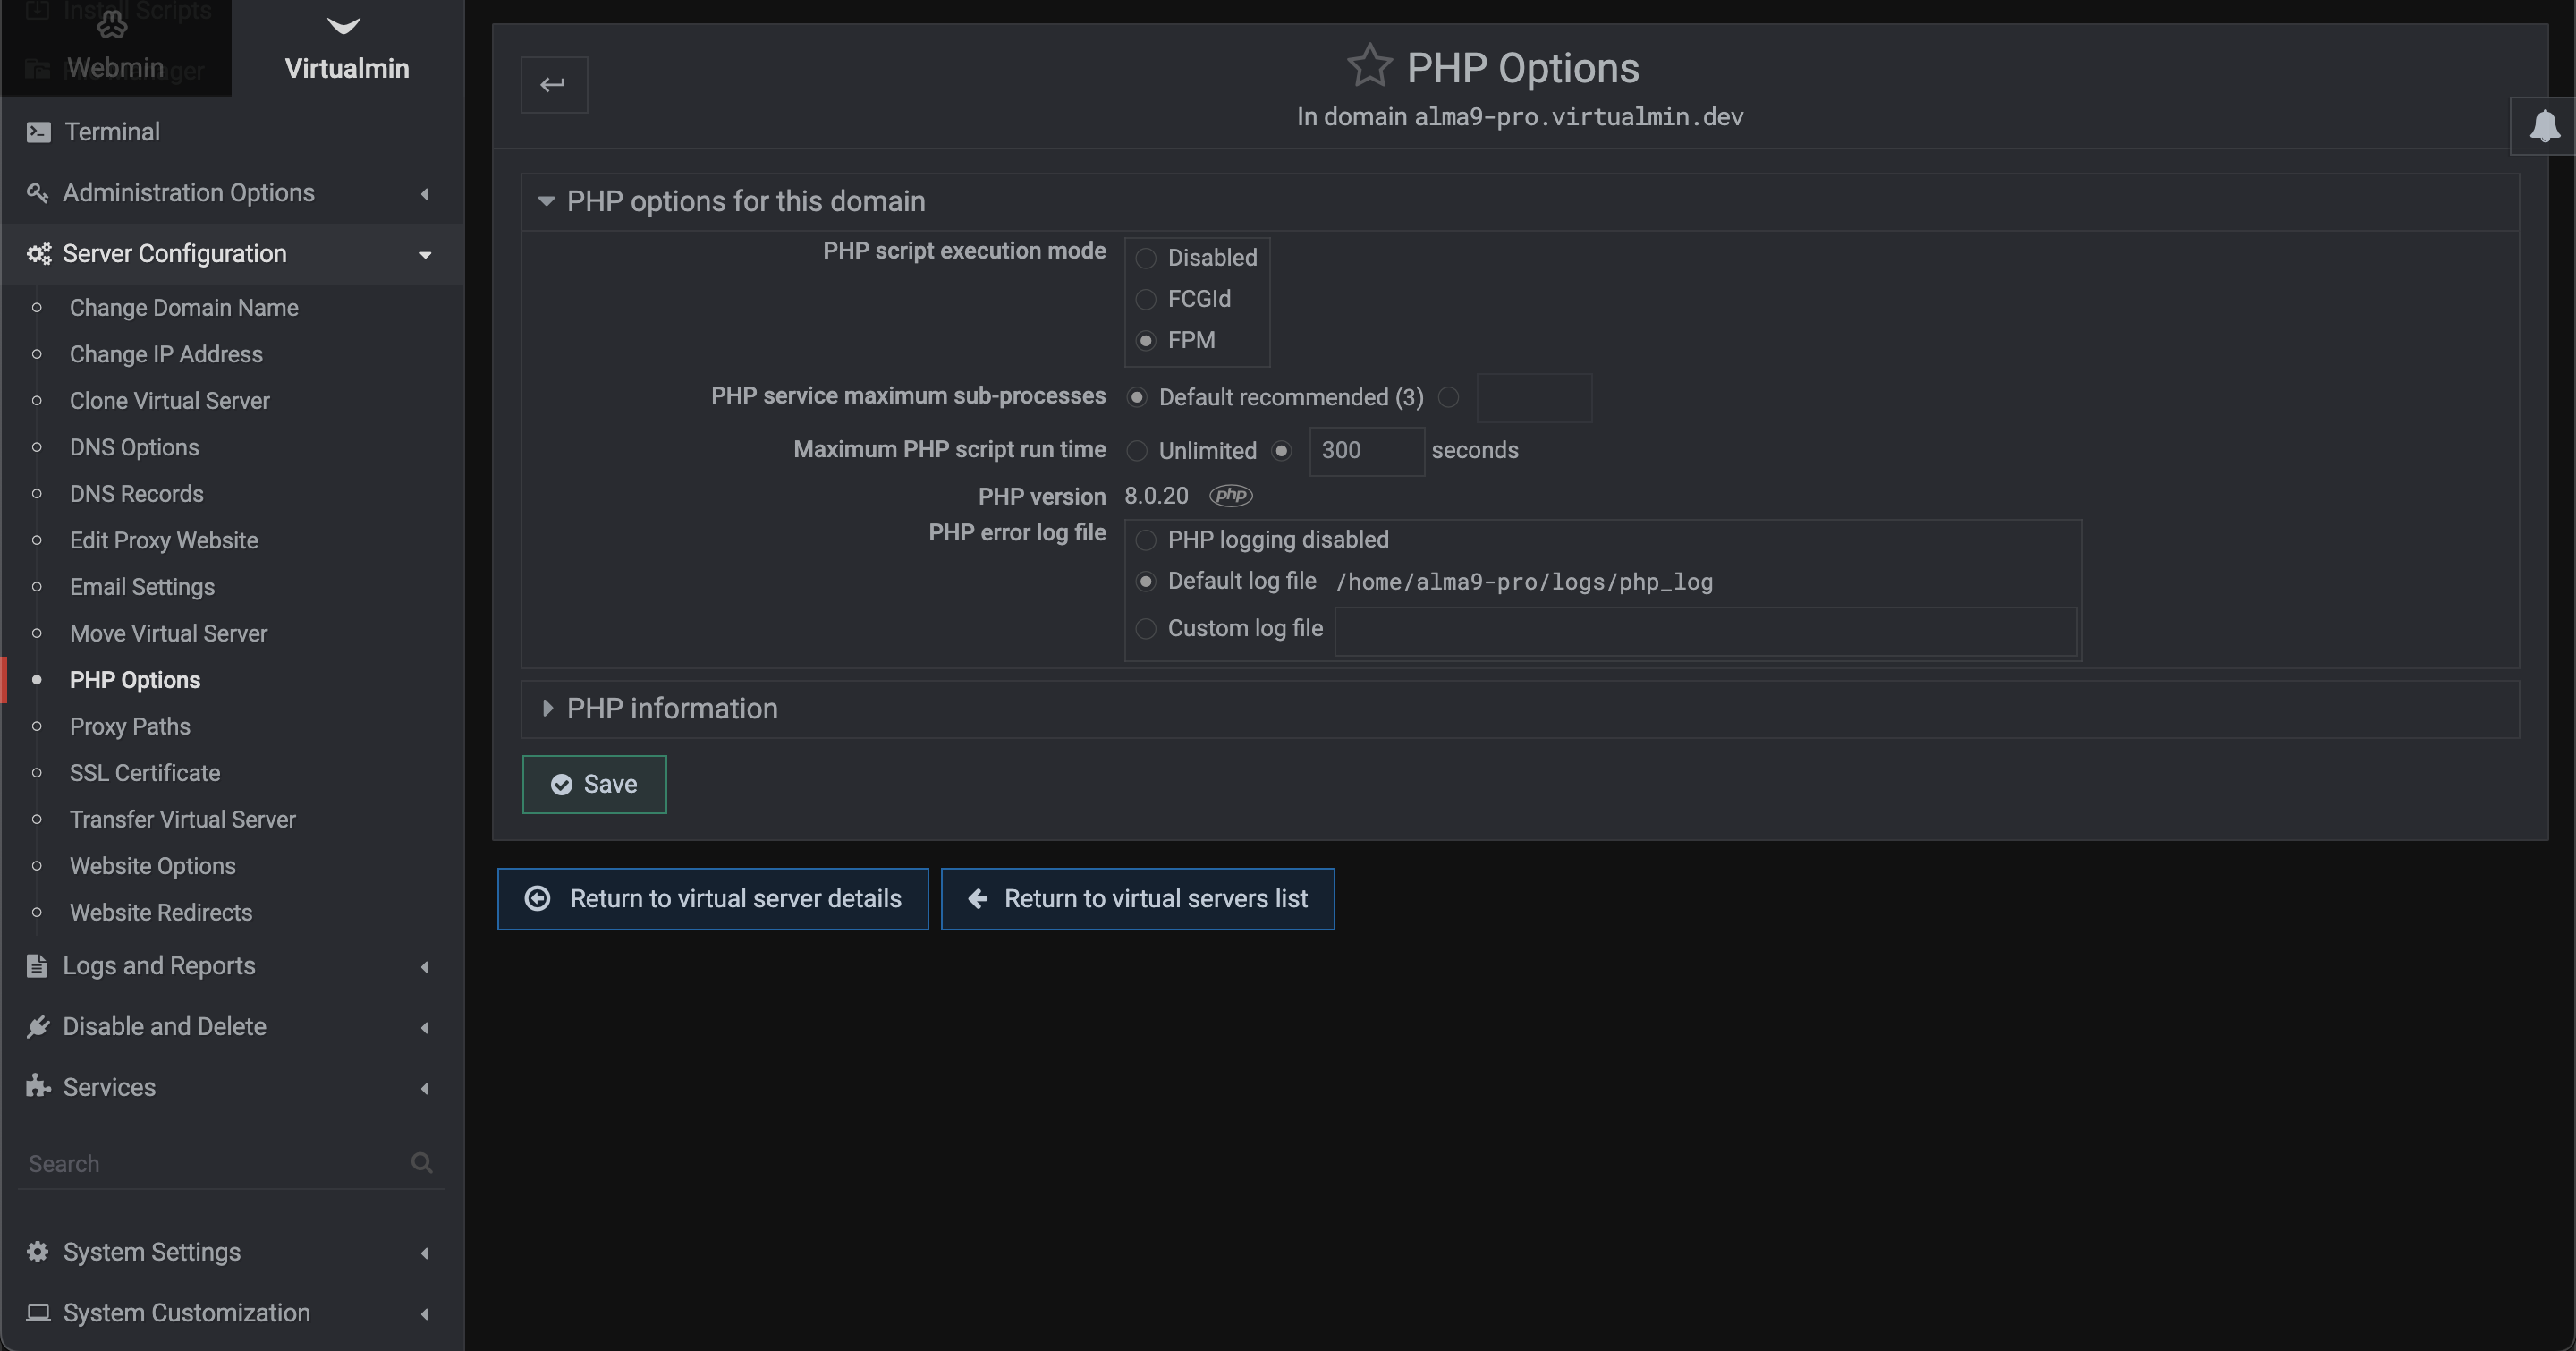 Install Scripts
Webmin
Virtualmin
Terminal
Administration Options
Server Configuration
Change Domain Name
Change IP Address
Clone Virtual Server
DNS Options
DNS Records
Edit Proxy Website
Email Settings
Move Virtual Server
PHP Options
Proxy Paths
SSL Certificate
Transfer Virtual Server
Website Options
Website Redirects
Logs and Reports
Disable and Delete
Services
Search
System Settings
System Customization
PHP Options
In domain alma9-pro.virtualmin.dev
PHP options for this domain
PHP script execution mode
Disabled
FCGId
FPM
PHP service maximum sub-processes Default recommended (3)
Maximum PHP script run time Unlimited 300 seconds
PHP version 8.0.20 php
PHP error log file
PHP logging disabled
Default log file /home/alma9-pro/logs/php_log
Custom log file
PHP information
Save
Return to virtual server details
Return to virtual servers list